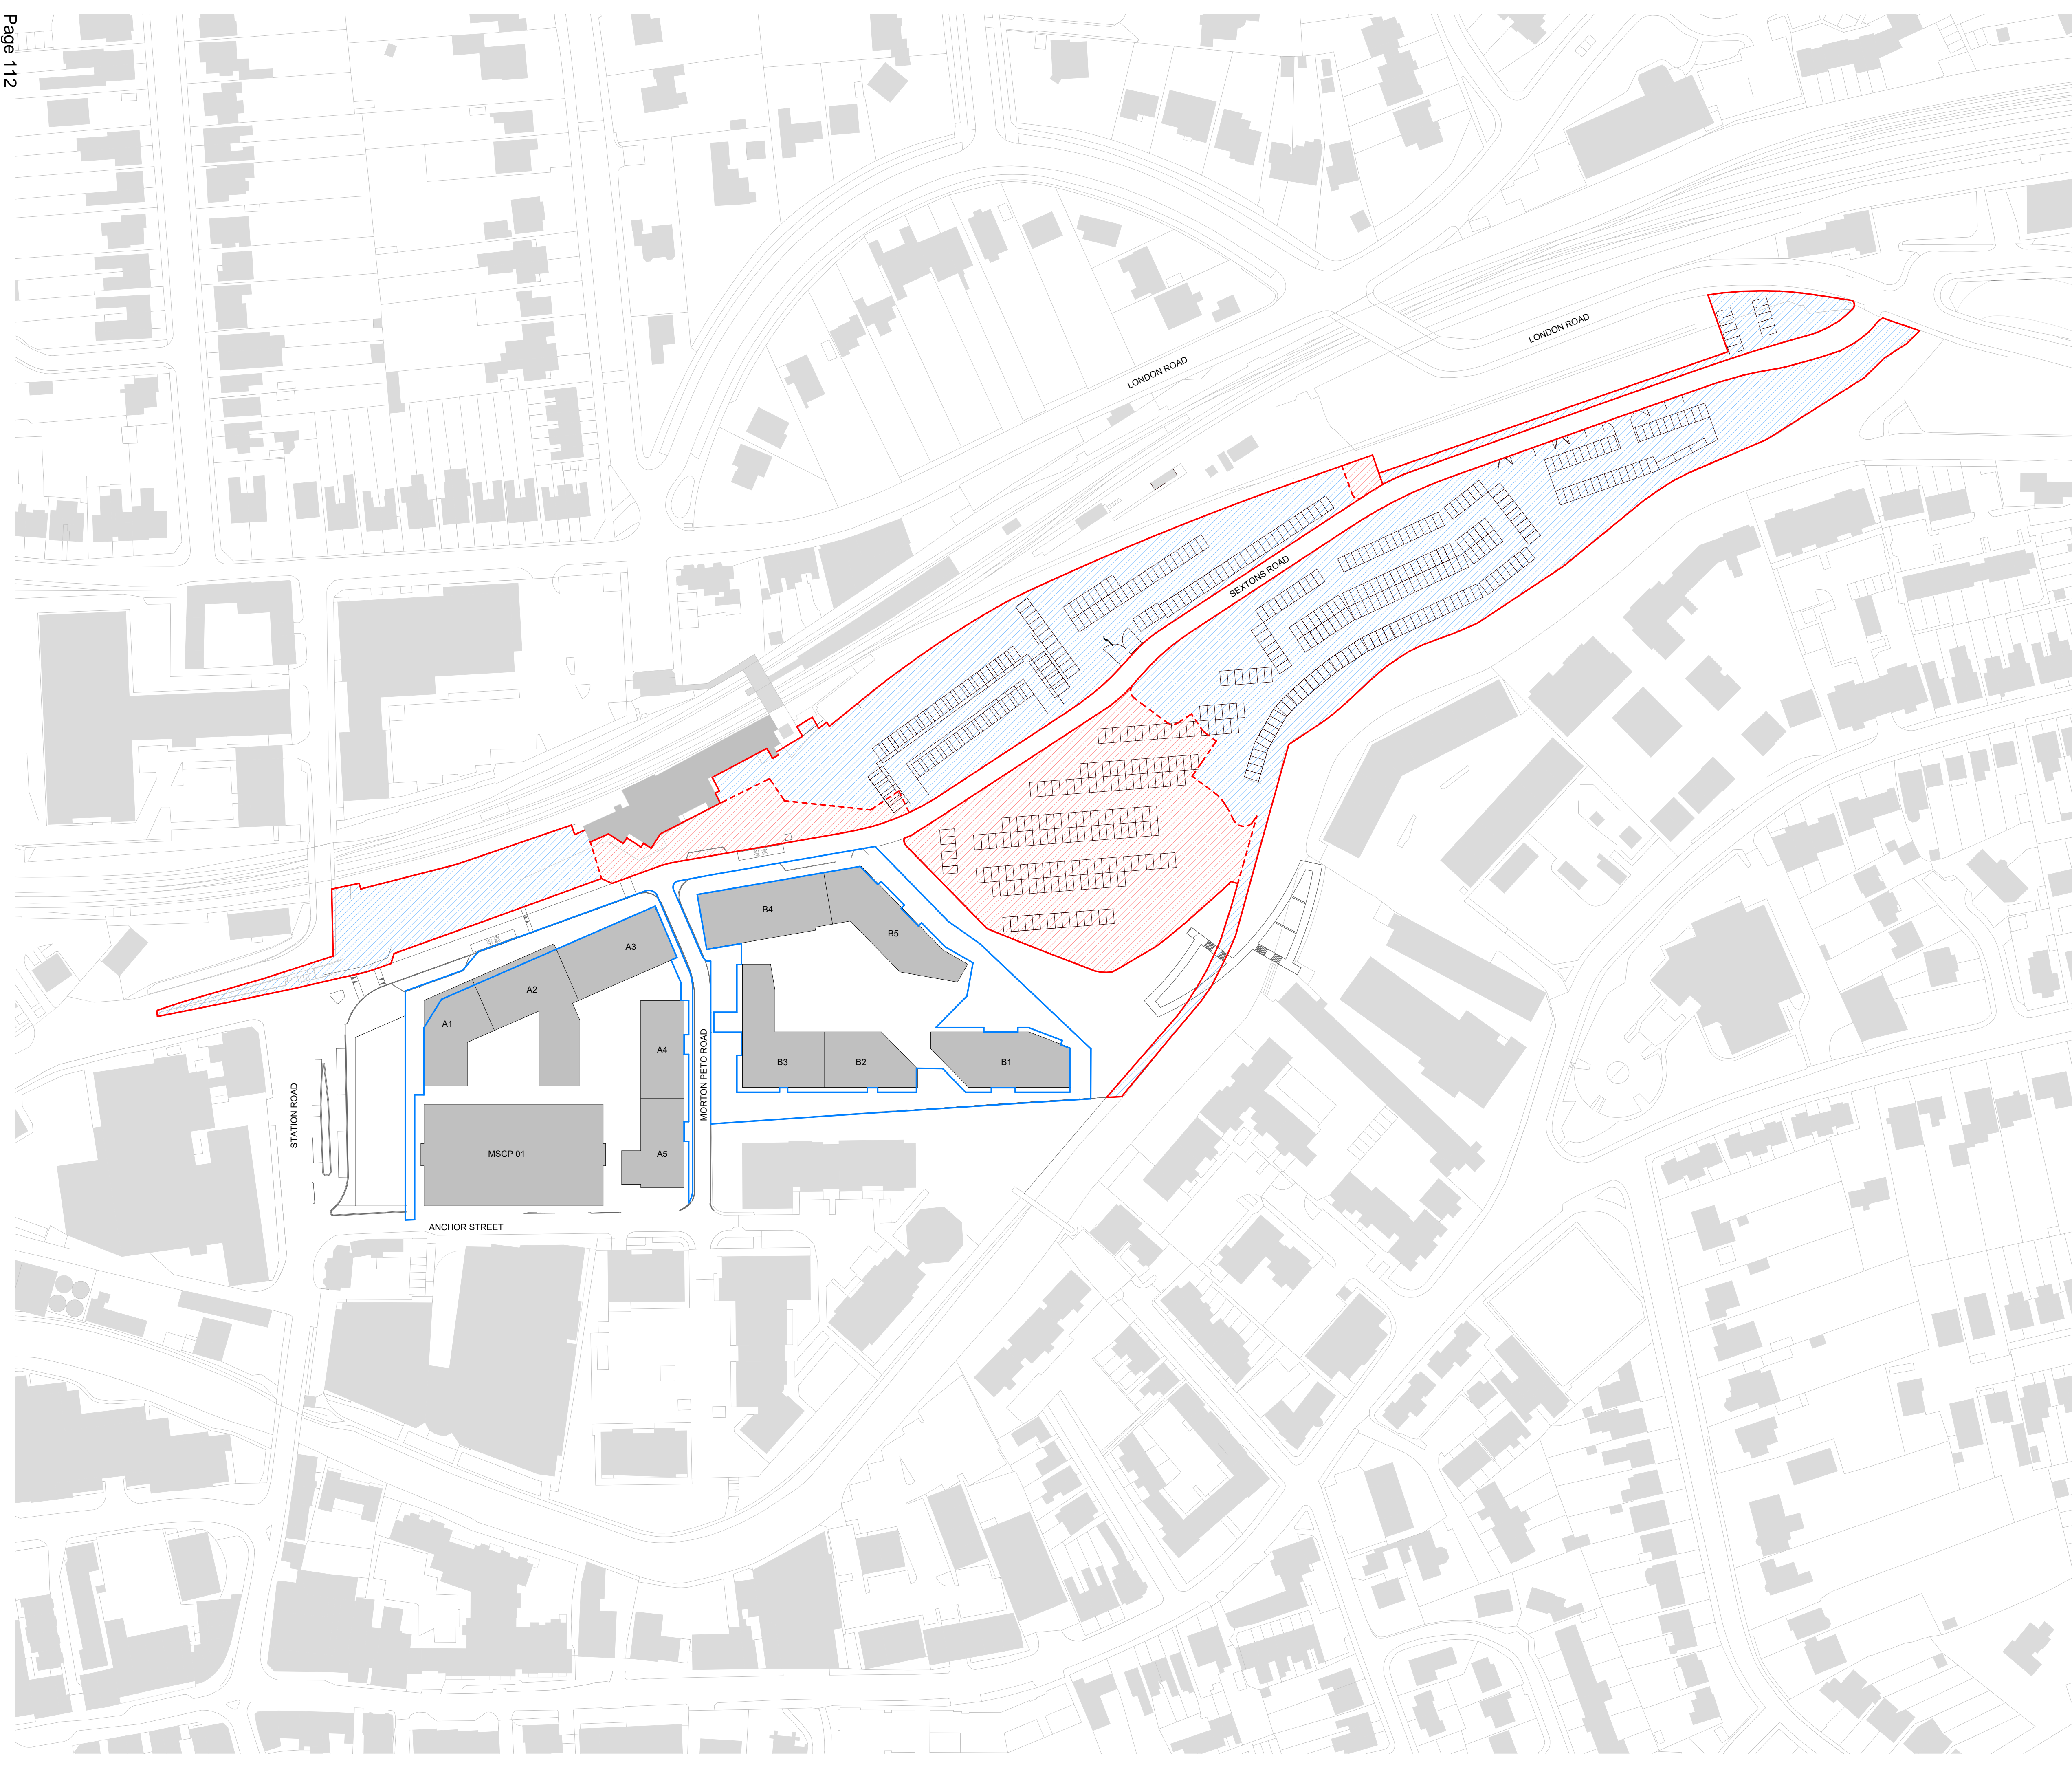 Page 112
LONDON ROAD
LONDON ROAD
SEXTONS ROAD
B4
B5
A3
A2
A1
A4
B3
B2
B1
MORTON PETO ROAD
STATION ROAD
MSCP 01
A5
ANCHOR STREET